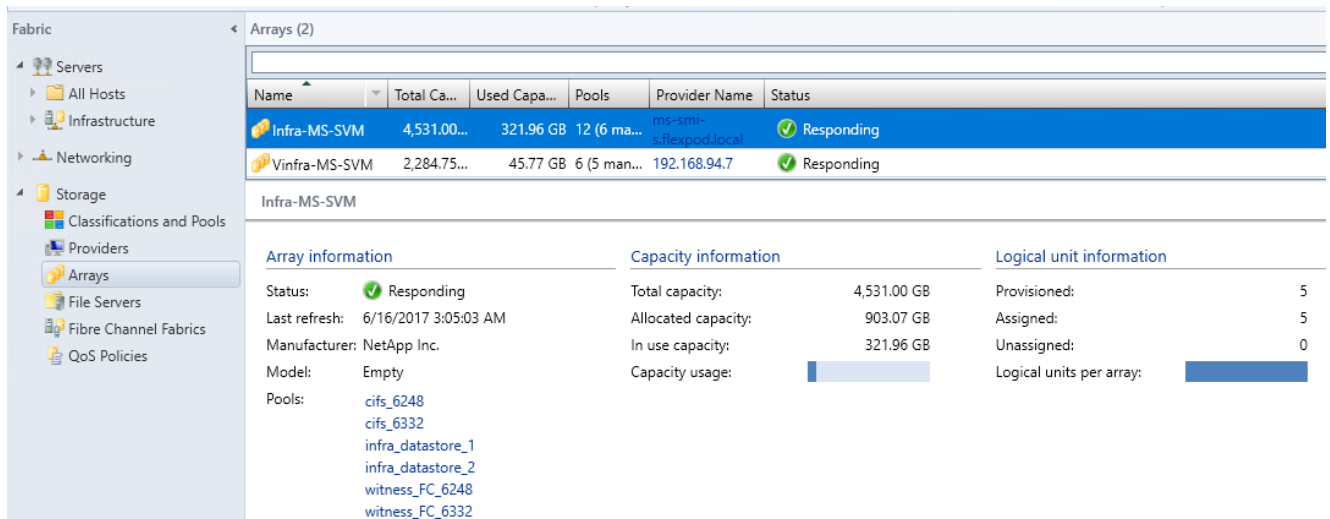 Fabric
Servers
All Hosts
Infrastructure
Networking
Storage
Classifications and Pools
Providers
Arrays
File Servers
Fibre Channel Fabrics
QoS Policies
Arrays (2)
Name Total Ca... Used Capa... Pools Provider Name Status
Infra-MS-SVM 4,531.00... 321.96 GB 12 (6 ma... ms-smi-s.flexpod.local Responding
Vinfra-MS-SVM 2,284.75... 45.77 GB 6 (5 man... 192.168.94.7 Responding
Infra-MS-SVM
Array information
Status: Responding
Last refresh: 6/16/2017 3:05:03 AM
Manufacturer: NetApp Inc.
Model: Empty
Pools: cifs_6248
cifs_6332
infra_datastore_1
infra_datastore_2
witness_FC_6248
witness_FC_6332
Capacity information
Total capacity: 4,531.00 GB
Allocated capacity: 903.07 GB
In use capacity: 321.96 GB
Capacity usage:
Logical unit information
Provisioned: 5
Assigned: 5
Unassigned: 0
Logical units per array: